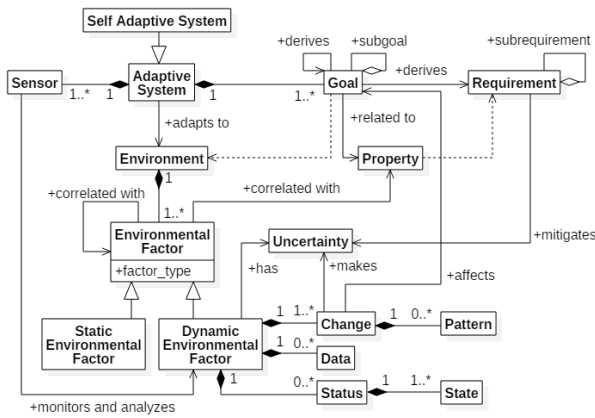 Self Adaptive System
+derives
+subgoal
+subrequirement
Sensor
1..*
1
Adaptive
System
1
1..*
Goal
+derives
Requirement
+adapts to
+related to
Environment
1
Property
+correlated with
1..*
+correlated with
Environmental
Factor
+factor_type
Uncertainty
+mitigates
+has
+makes
+affects
Static
Environmental
Factor
Dynamic
Environmental
Factor
1
1..*
Change
1
0..*
Pattern
1
0..*
Data
1
0..*
Status
1
1..*
State
+monitors and analyzes